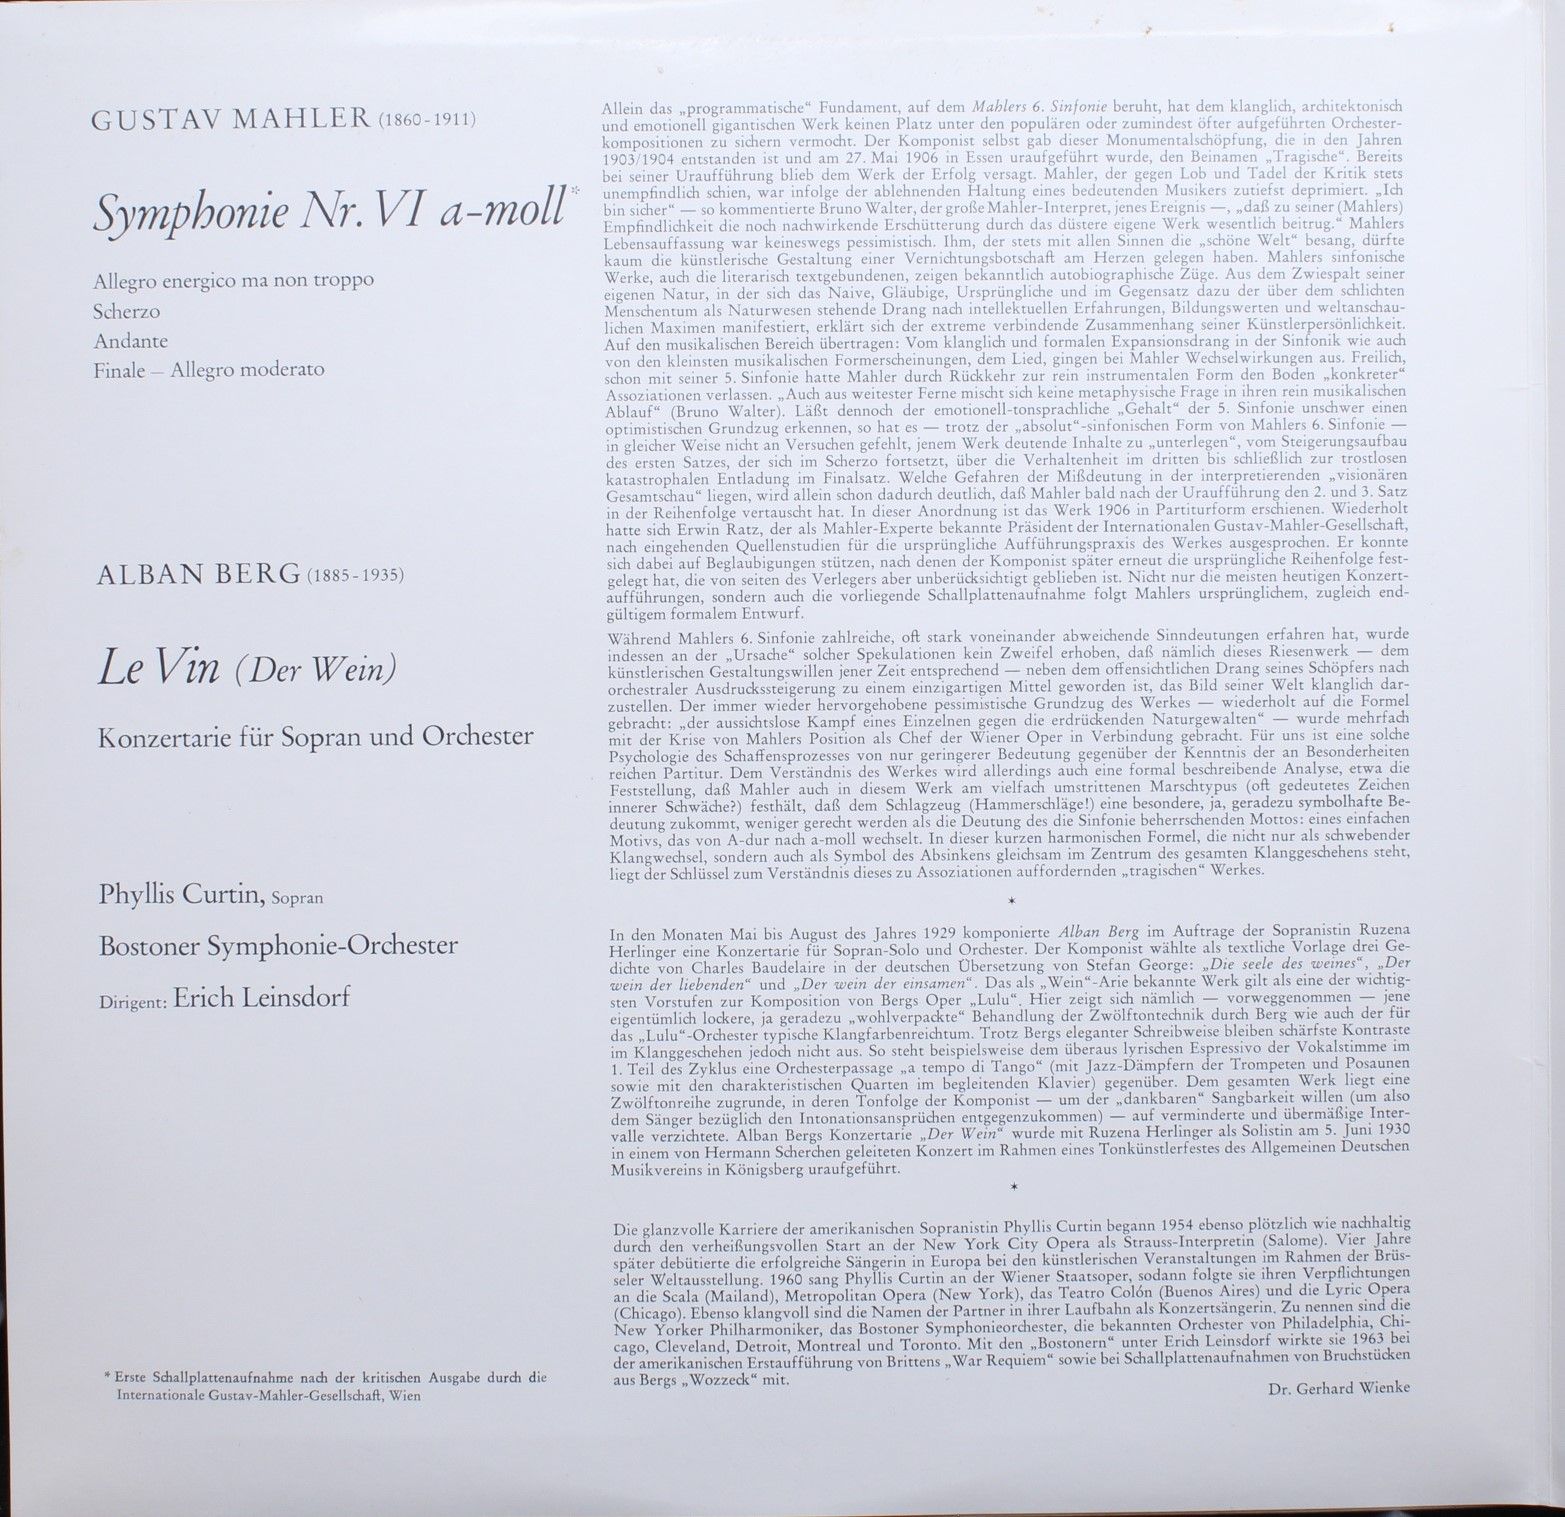 GUSTAV MAHLER (1860-1911)
Symphonie Nr. VI a-moll*
Allegro energico ma non troppo
Scherzo
Andante
Finale – Allegro moderato
ALBAN BERG (1885-1935)
Le Vin (Der Wein)
Konzertarie für Sopran und Orchester
Phyllis Curtin, Sopran
Bostoner Symphonie-Orchester
Dirigent: Erich Leinsdorf
* Erste Schallplattenaufnahme nach der kritischen Ausgabe durch die
Internationale Gustav-Mahler-Gesellschaft, Wien
Allein das „programmatische“ Fundament, auf dem Mahlers 6. Sinfonie beruht, hat dem klanglich, architektonisch
und emotionell gigantischen Werk keinen Platz unter den populären oder zumindest öfter aufgeführten Orchester-
kompositionen zu sichern vermocht. Der Komponist selbst gab dieser Monumentalschöpfung, die in den Jahren
1903/1904 entstanden ist und am 27. Mai 1906 in Essen uraufgeführt wurde, den Beinamen „Tragische“. Bereits
bei seiner Uraufführung blieb dem Werk der Erfolg versagt. Mahler, der gegen Lob und Tadel der Kritik stets
unempfindlich schien, war infolge der ablehnenden Haltung eines bedeutenden Musikers zutiefst deprimiert. „Ich
bin sicher“ — so kommentierte Bruno Walter, der große Mahler-Interpret, jenes Ereignis —, „daß zu seiner (Mahlers)
Empfindlichkeit die noch nachwirkende Erschütterung durch das düstere eigene Werk wesentlich beitrug.“ Mahlers
Lebensauffassung war keineswegs pessimistisch. Ihm, der stets mit allen Sinnen die „schöne Welt“ besang, dürfte
kaum die künstlerische Gestaltung einer Vernichtungsbotschaft am Herzen gelegen haben. Mahlers sinfonische
Werke, auch die literarisch textgebundenen, zeigen bekanntlich autobiographische Züge. Aus dem Zwiespalt seiner
eigenen Natur, in der sich das Naive, Gläubige, Ursprüngliche und im Gegensatz dazu der über dem schlichten
Menschentum als Naturwesen stehende Drang nach intellektuellen Erfahrungen, Bildungswerten und weltanschau-
lichen Maximen manifestiert, erklärt sich der extreme verbindende Zusammenhang seiner Künstlerpersönlichkeit.
Auf den musikalischen Bereich übertragen: Vom klanglich und formalen Expansionsdrang in der Sinfonik wie auch
von den kleinsten musikalischen Formerscheinungen, dem Lied, gingen bei Mahler Wechselwirkungen aus. Freilich,
schon mit seiner 5. Sinfonie hatte Mahler durch Rückkehr zur rein instrumentalen Form den Boden „konkreter“
Assoziationen verlassen. „Auch aus weitester Ferne mischt sich keine metaphysische Frage in ihren rein musikalischen
Ablauf“ (Bruno Walter). Läßt dennoch der emotionell-tonsprachliche „Gehalt“ der 5. Sinfonie unschwer einen
optimistischen Grundzug erkennen, so hat es — trotz der „absolut“-sinfonischen Form von Mahlers 6. Sinfonie —
in gleicher Weise nicht an Versuchen gefehlt, jenem Werk deutende Inhalte zu „unterlegen“, vom Steigerungsaufbau
des ersten Satzes, der sich im Scherzo fortsetzt, über die Verhaltenheit im dritten bis schließlich zur trostlosen
katastrophalen Entladung im Finalsatz. Welche Gefahren der Mißdeutung in der interpretierenden „visionären
Gesamtschau“ liegen, wird allein schon dadurch deutlich, daß Mahler bald nach der Uraufführung den 2. und 3. Satz
in der Reihenfolge vertauscht hat. In dieser Anordnung ist das Werk 1906 in Partiturform erschienen. Wiederholt
hatte sich Erwin Ratz, der als Mahler-Experte bekannte Präsident der Internationalen Gustav-Mahler-Gesellschaft,
nach eingehenden Quellenstudien für die ursprüngliche Aufführungspraxis des Werkes ausgesprochen. Er konnte
sich dabei auf Beglaubigungen stützen, nach denen der Komponist später erneut die ursprüngliche Reihenfolge fest-
gelegt hat, die von seiten des Verlegers aber unberücksichtigt geblieben ist. Nicht nur die meisten heutigen Konzert-
aufführungen, sondern auch die vorliegende Schallplattenaufnahme folgt Mahlers ursprünglichem, zugleich end-
gültigem formalem Entwurf.
Während Mahlers 6. Sinfonie zahlreiche, oft stark voneinander abweichende Sinndeutungen erfahren hat, wurde
indessen an der „Ursache“ solcher Spekulationen kein Zweifel erhoben, daß nämlich dieses Riesenwerk — dem
künstlerischen Gestaltungswillen jener Zeit entsprechend — neben dem offensichtlichen Drang seines Schöpfers nach
orchestraler Ausdruckssteigerung zu einem einzigartigen Mittel geworden ist, das Bild seiner Welt klanglich dar-
zustellen. Der immer wieder hervorgehobene pessimistische Grundzug des Werkes — wiederholt auf die Formel
gebracht: „der aussichtslose Kampf eines Einzelnen gegen die erdrückenden Naturgewalten“ — wurde mehrfach
mit der Krise von Mahlers Position als Chef der Wiener Oper in Verbindung gebracht. Für uns ist eine solche
Psychologie des Schaffensprozesses von nur geringerer Bedeutung gegenüber der Kenntnis der an Besonderheiten
reichen Partitur. Dem Verständnis des Werkes wird allerdings auch eine formal beschreibende Analyse, etwa die
Feststellung, daß Mahler auch in diesem Werk am vielfach umstrittenen Marschtypus (oft gedeutetes Zeichen
innerer Schwäche?) festhält, daß dem Schlagzeug (Hammerschläge!) eine besondere, ja, geradezu symbolhafte Be-
deutung zukommt, weniger gerecht werden als die Deutung des die Sinfonie beherrschenden Mottos: eines einfachen
Motivs, das von A-dur nach a-moll wechselt. In dieser kurzen harmonischen Formel, die nicht nur als schwebender
Klangwechsel, sondern auch als Symbol des Absinkens gleichsam im Zentrum des gesamten Klanggeschehens steht,
liegt der Schlüssel zum Verständnis dieses zu Assoziationen auffordernden „tragischen“ Werkes.
*
In den Monaten Mai bis August des Jahres 1929 komponierte Alban Berg im Auftrage der Sopranistin Ruzena
Herlinger eine Konzertarie für Sopran-Solo und Orchester. Der Komponist wählte als textliche Vorlage drei Ge-
dichte von Charles Baudelaire in der deutschen Übersetzung von Stefan George: „Die seele des weines“, „Der
wein der liebenden“ und „Der wein der einsamen“. Das als „Wein“-Arie bekannte Werk gilt als eine der wichtig-
sten Vorstufen zur Komposition von Bergs Oper „Lulu“. Hier zeigt sich nämlich — vorweggenommen — jene
eigentümlich lockere, ja geradezu „wohlverpackte“ Behandlung der Zwölftontechnik durch Berg wie auch der für
das „Lulu“-Orchester typische Klangfarbenreichtum. Trotz Bergs eleganter Schreibweise bleiben schärfste Kontraste
im Klanggeschehen jedoch nicht aus. So steht beispielsweise dem überaus lyrischen Espressivo der Vokalstimme im
1. Teil des Zyklus eine Orchesterpassage „a tempo di Tango“ (mit Jazz-Dämpfern der Trompeten und Posaunen
sowie mit den charakteristischen Quarten im begleitenden Klavier) gegenüber. Dem gesamten Werk liegt eine
Zwölftonreihe zugrunde, in deren Tonfolge der Komponist — um der „dankbaren“ Sangbarkeit willen (um also
dem Sänger bezüglich den Intonationsansprüchen entgegenzukommen) — auf verminderte und übermäßige Inter-
valle verzichtete. Alban Bergs Konzertarie „Der Wein“ wurde mit Ruzena Herlinger als Solistin am 5. Juni 1930
in einem von Hermann Scherchen geleiteten Konzert im Rahmen eines Tonkünstlerfestes des Allgemeinen Deutschen
Musikvereins in Königsberg uraufgeführt.
*
Die glanzvolle Karriere der amerikanischen Sopranistin Phyllis Curtin begann 1954 ebenso plötzlich wie nachhaltig
durch den verheißungsvollen Start an der New York City Opera als Strauss-Interpretin (Salome). Vier Jahre
später debütierte die erfolgreiche Sängerin in Europa bei den künstlerischen Veranstaltungen im Rahmen der Brüs-
seler Weltausstellung. 1960 sang Phyllis Curtin an der Wiener Staatsoper, sodann folgte sie ihren Verpflichtungen
an die Scala (Mailand), Metropolitan Opera (New York), das Teatro Colón (Buenos Aires) und die Lyric Opera
(Chicago). Ebenso klangvoll sind die Namen der Partner in ihrer Laufbahn als Konzertsängerin. Zu nennen sind die
New Yorker Philharmoniker, das Bostoner Symphonieorchester, die bekannten Orchester von Philadelphia, Chi-
cago, Cleveland, Detroit, Montreal und Toronto. Mit den „Bostonern“ unter Erich Leinsdorf wirkte sie 1963 bei
der amerikanischen Erstaufführung von Brittens „War Requiem“ sowie bei Schallplattenaufnahmen von Bruchstücken
aus Bergs „Wozzeck“ mit.
Dr. Gerhard Wienke